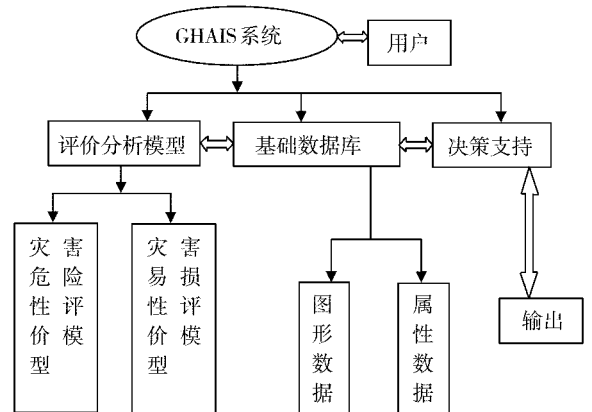 GHAIS系统
用户
评价分析模型
基础数据库
决策支持
灾害
危险
性评
价模
型
灾害
易损
性评
价模
型
图形数据
属性数据
输出